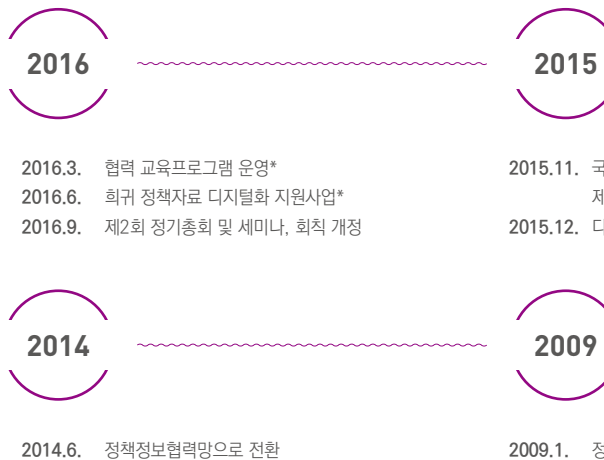 2016
2016.3. 협력 교육프로그램 운영*
2016.6. 희귀 정책자료 디지털화 지원사업*
2016.9. 제2회 정기총회 및 세미나, 회칙 개정
2015
2015.11. 국
제
2015.12.
2014
2014.6. 정책정보협력망으로 전환
2009
2009.1. 정